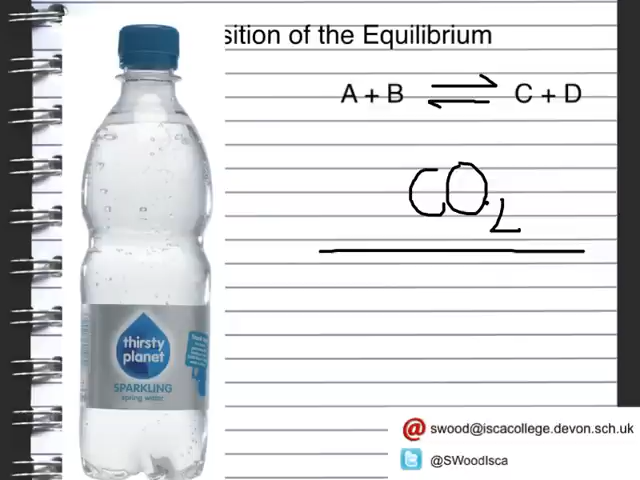 sition of the Equilibrium
A + B ⇌ C + D
CO2
thirsty
planet
SPARKLING
spring water
@ swood@iscacollege.devon.sch.uk
@SWoodIsca